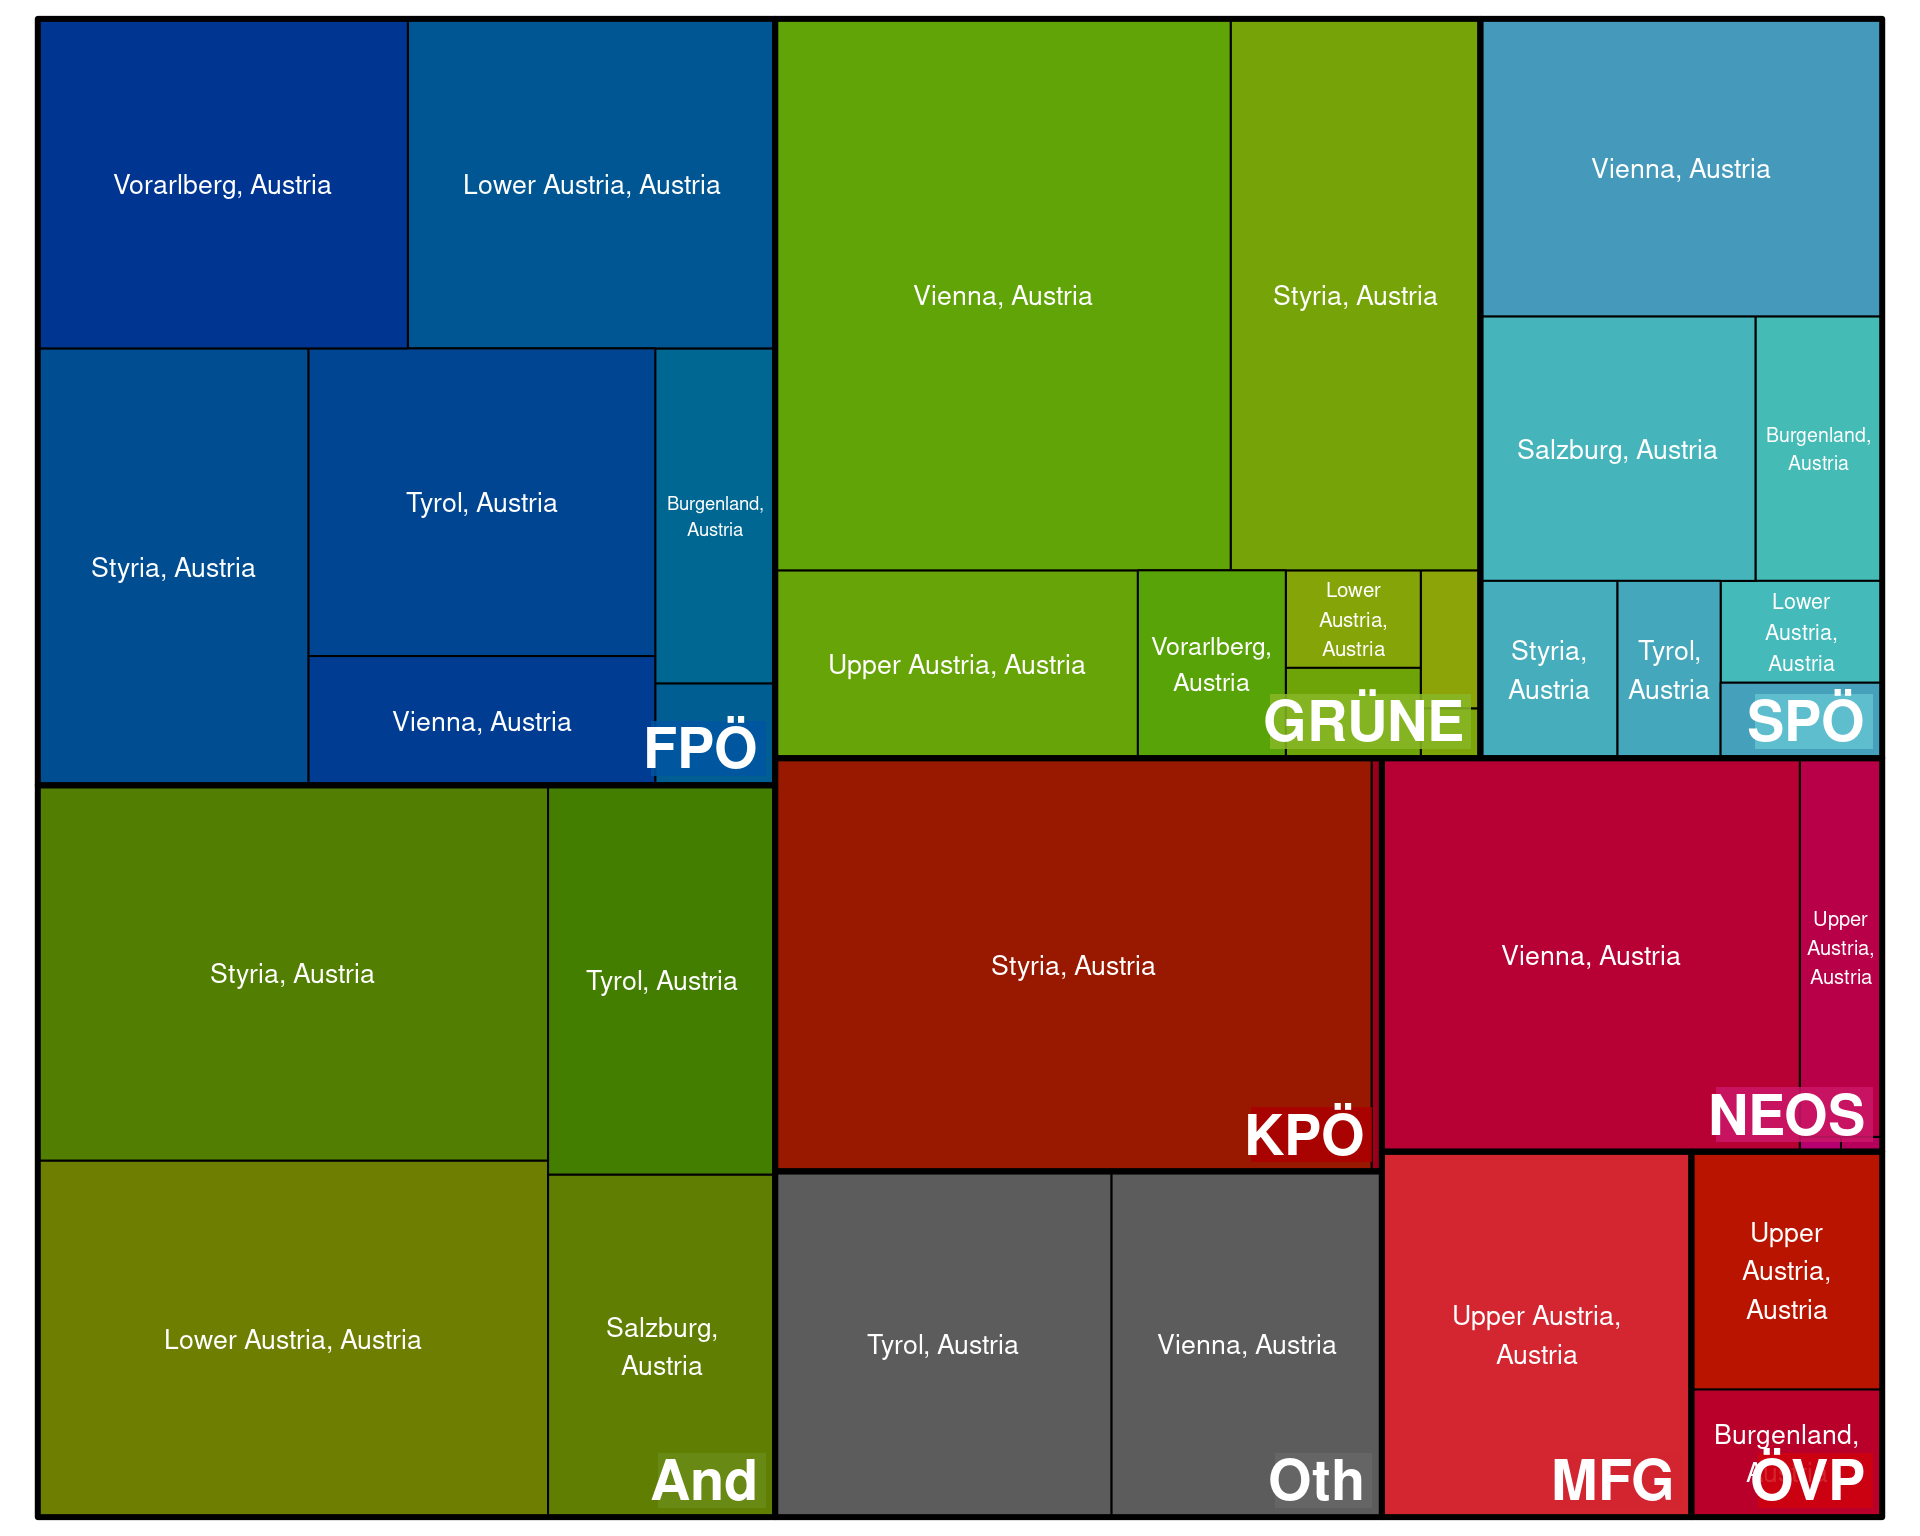 Vorarlberg, Austria
Lower Austria, Austria
Styria, Austria
Tyrol, Austria
Burgenland,
Austria
Vienna, Austria
FPÖ
Vienna, Austria
Styria, Austria
Upper Austria, Austria
Vorarlberg,
Austria
Lower
Austria,
Austria
GRÜNE
Vienna, Austria
Salzburg, Austria
Burgenland,
Austria
Styria,
Austria
Tyrol,
Austria
Lower
Austria,
Austria
SPÖ
Styria, Austria
Tyrol, Austria
Lower Austria, Austria
Salzburg,
Austria
And
Styria, Austria
KPÖ
Vienna, Austria
Upper
Austria,
Austria
NEOS
Tyrol, Austria
Vienna, Austria
Oth
Upper Austria,
Austria
MFG
Upper
Austria,
Austria
Burgenland,
ÖVP